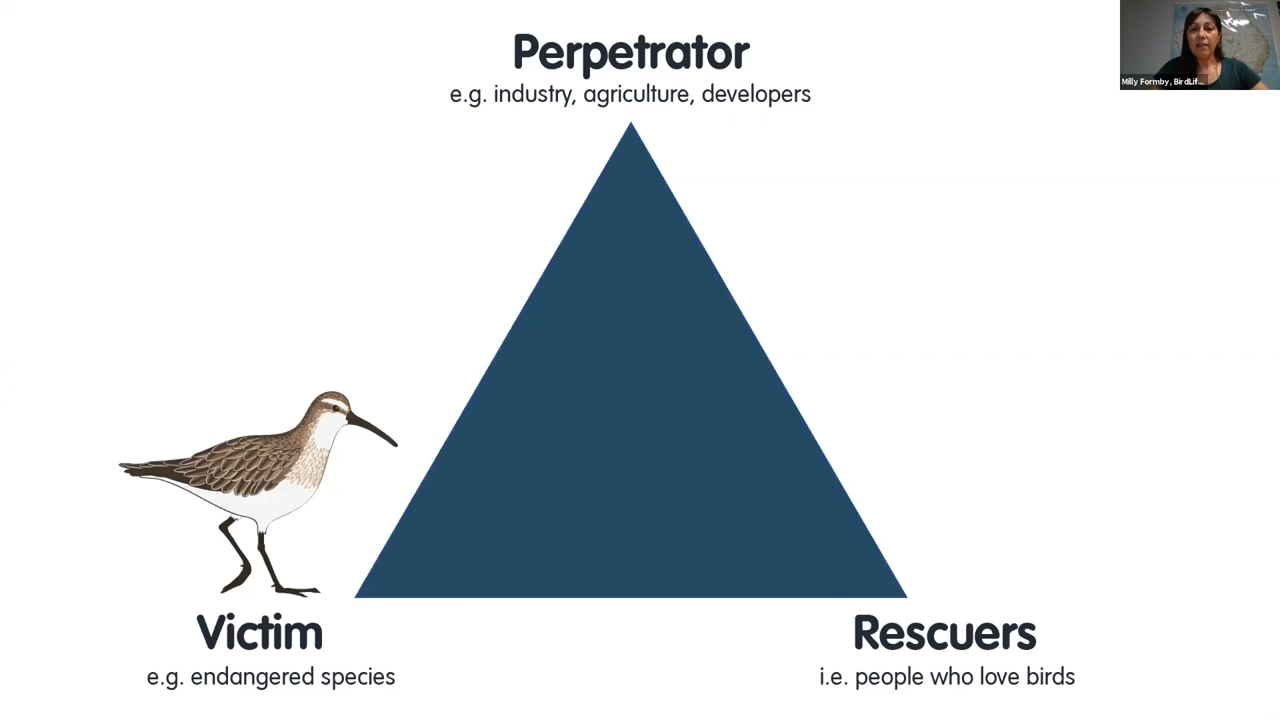 Perpetrator
e.g. industry, agriculture, developers
Milly Formby, BirdLif...
Victim
e.g. endangered species
Rescuers
i.e. people who love birds